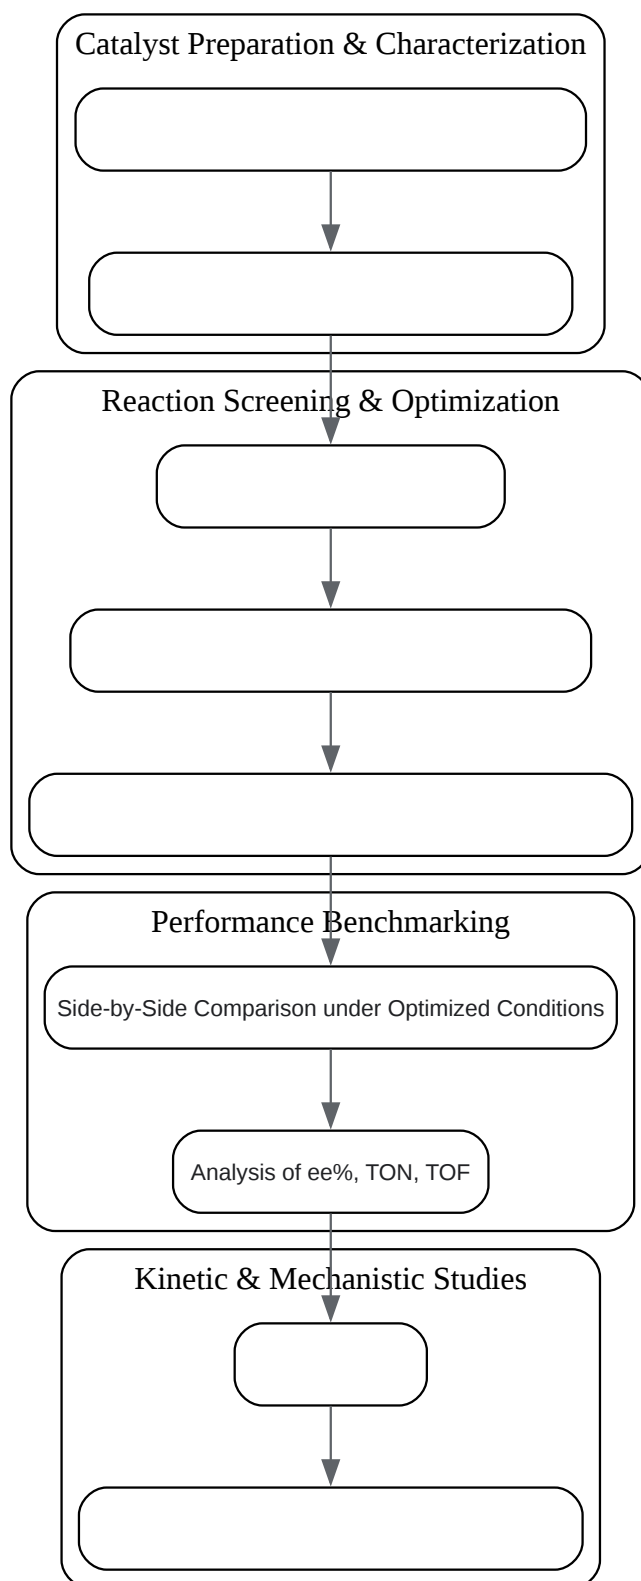 Catalyst Preparation & Characterization
Reaction Screening & Optimization
Performance Benchmarking
Side-by-Side Comparison under Optimized Conditions
Analysis of ee%, TON, TOF
Kinetic & Mechanistic Studies